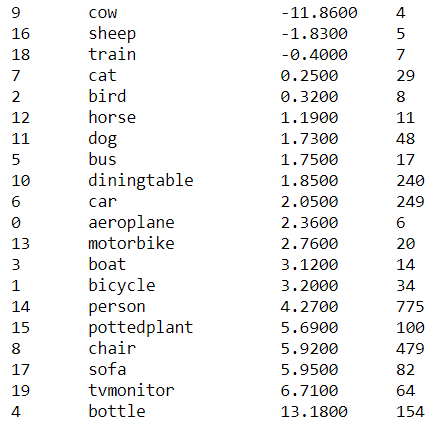 9 cow -11.8600 4
16 sheep -1.8300 5
18 train -0.4000 7
7 cat 0.2500 29
2 bird 0.3200 8
12 horse 1.1900 11
11 dog 1.7300 48
5 bus 1.7500 17
10 diningtable 1.8500 240
6 car 2.0500 249
0 aeroplane 2.3600 6
13 motorbike 2.7600 20
3 boat 3.1200 14
1 bicycle 3.2000 34
14 person 4.2700 775
15 pottedplant 5.6900 100
8 chair 5.9200 479
17 sofa 5.9500 82
19 tvmonitor 6.7100 64
4 bottle 13.1800 154